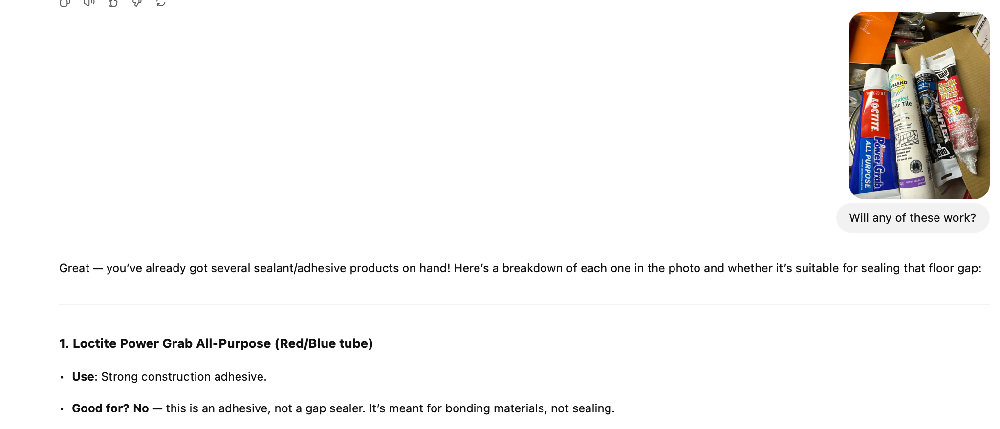 LOCTITE
Power Grab
ALL PURPOSE
YBLEND
Sanded
mic Tile
DAP
Kwik
Seal
Plus
ULTRA
DAP
Will any of these work?
Great — you’ve already got several sealant/adhesive products on hand! Here’s a breakdown of each one in the photo and whether it’s suitable for sealing that floor gap:
1. Loctite Power Grab All-Purpose (Red/Blue tube)
• Use: Strong construction adhesive.
• Good for? No — this is an adhesive, not a gap sealer. It’s meant for bonding materials, not sealing.